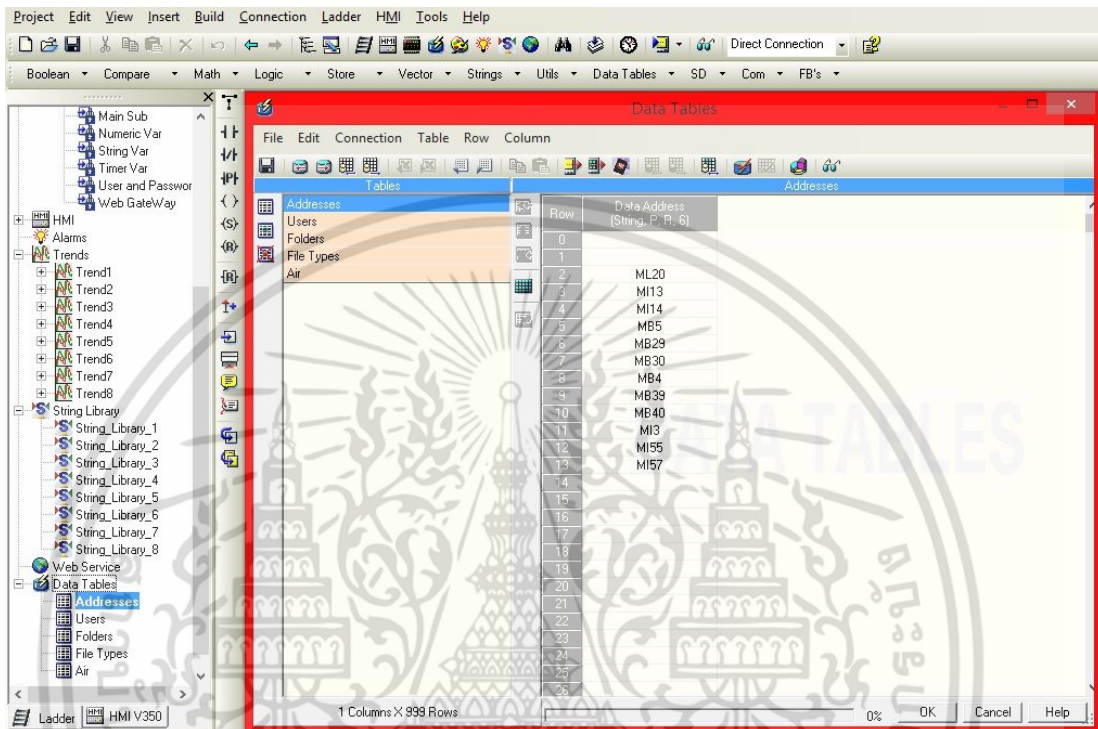 Project Edit View Insert Build Connection Ladder HMI Tools Help
Direct Connection
Boolean Compare Math Logic Store Vector Strings Utils Data Tables SD Com FB's
Main Sub
Numeric Var
String Var
Timer Var
User and Passwor
Web GateWay
HMI
Alarms
Trends
Trend1
Trend2
Trend3
Trend4
Trend5
Trend6
Trend7
Trend8
String Library
String_Library_1
String_Library_2
String_Library_3
String_Library_4
String_Library_5
String_Library_6
String_Library_7
String_Library_8
Web Service
Data Tables
Addresses
Users
Folders
File Types
Air
Ladder HMI V350
Data Tables
File Edit Connection Table Row Column
Tables
Addresses
Users
Folders
File Types
Air
Addresses
Row Data Address
(String, P, R, 6)
0
1
2 ML20
3 MI13
4 MI14
5 MB5
6 MB29
7 MB30
8 MB4
9 MB39
10 MB40
11 MI3
12 MI55
13 MI57
14
15
16
17
18
19
20
21
22
23
24
25
26
DATA TABLES
1 Columns X 999 Rows
0% OK Cancel Help